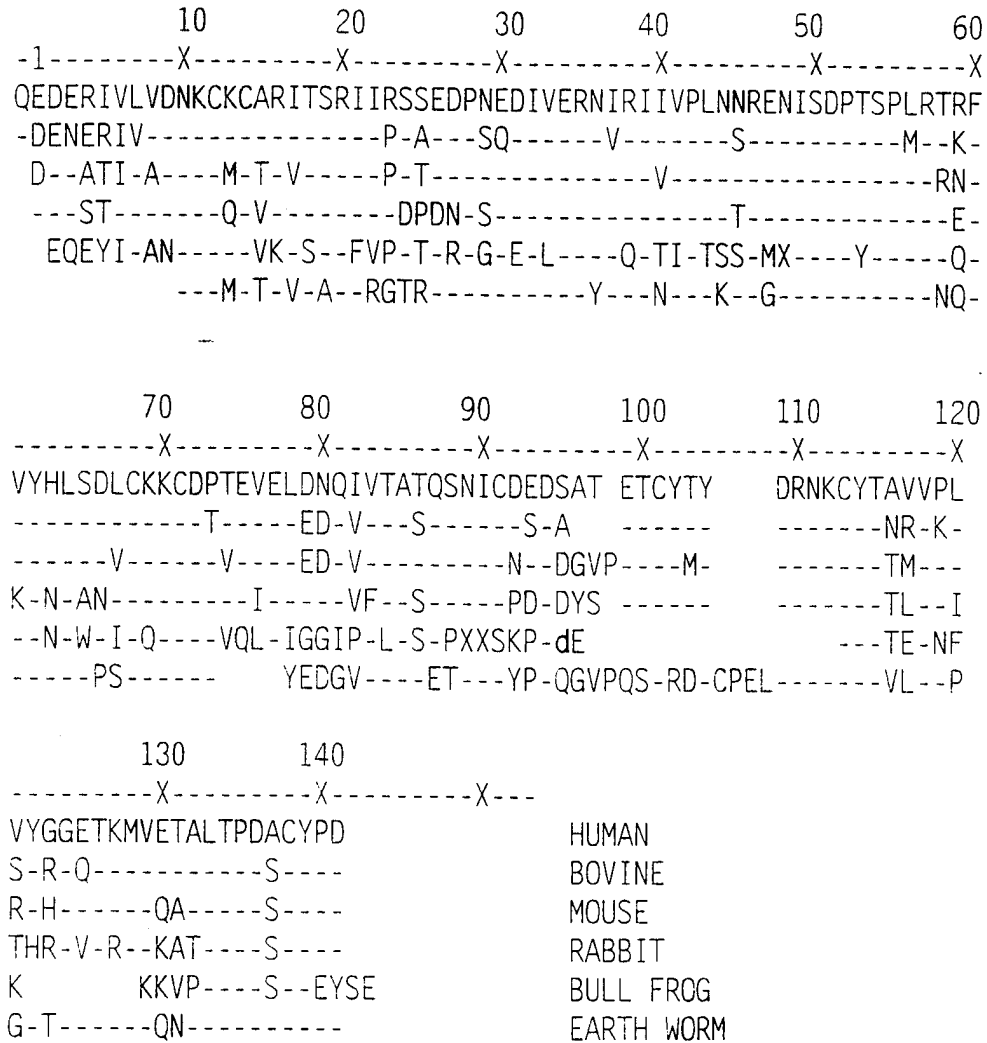 10 20 30 40 50 60
-1--------X---------X---------X---------X---------X---------X
QEDERIVLVDNKCKCARITSRIIRSSEDPNEDIVERNIRIIVPLNNRENISDPTSPLRTRF
-DENERIV---------------P-A---SQ------V-------S----------M--K-
D--ATI-A----M-T-V-----P-T--------------V-----------------RN-
---ST-------Q-V--------DPDN-S---------------T-------------E-
EQEYI-AN-----VK-S--FVP-T-R-G-E-L----Q-TI-TSS-MX----Y-----Q-
---M-T-V-A--RGTR----------Y---N---K--G----------NQ-
70 80 90 100 110 120
---------X---------X---------X---------X---------X---------X
VYHLSDLCKKCDPTEVELDNQIVTATQSNICDEDSAT ETCYTY DRNKCYTAVVPL
------------T------ED-V---S------S-A ------ -------NR-K-
------V------V----ED-V---------N--DGVP----M- -------TM---
K-N-AN---------I-----VF--S-----PD-DYS ------ -------TL--I
--N-W-I-Q----VQL-IGGIP-L-S-PXXSKP-dE ---TE-NF
-----PS------ YEDGV----ET---YP-QGVPQS-RD-CPEL-------VL--P
130 140
---------X---------X---------X---
VYGGETKMVETALTPDACYPD HUMAN
S-R-Q-----------S---- BOVINE
R-H------QA-----S---- MOUSE
THR-V-R--KAT----S---- RABBIT
K KKVP----S--EYSE BULL FROG
G-T------QN---------- EARTH WORM